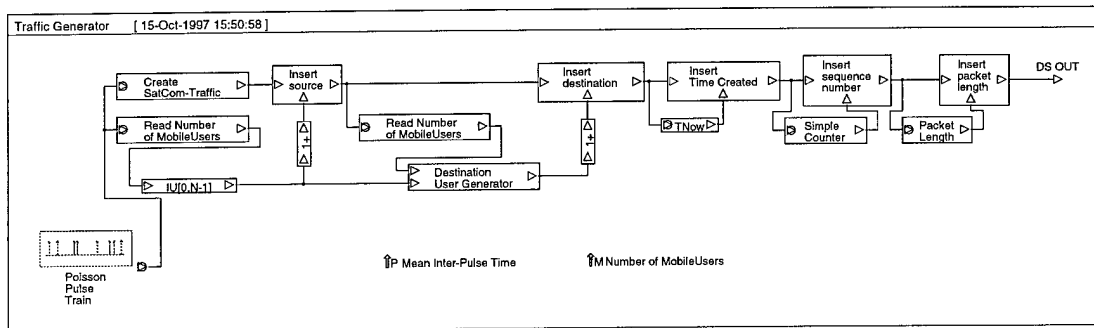 Traffic Generator [ 15-Oct-1997 15:50:58 ]
Create
SatCom-Traffic
Insert
source
Insert
destination
Insert
Time Created
Insert
sequence
number
Insert
packet
length
DS OUT
Read Number
of MobileUsers
1+
Read Number
of MobileUsers
1+
TNow
Simple
Counter
Packet
Length
IU[0,N-1]
Destination
User Generator
Poisson
Pulse
Train
⇑P Mean Inter-Pulse Time
⇑M Number of MobileUsers